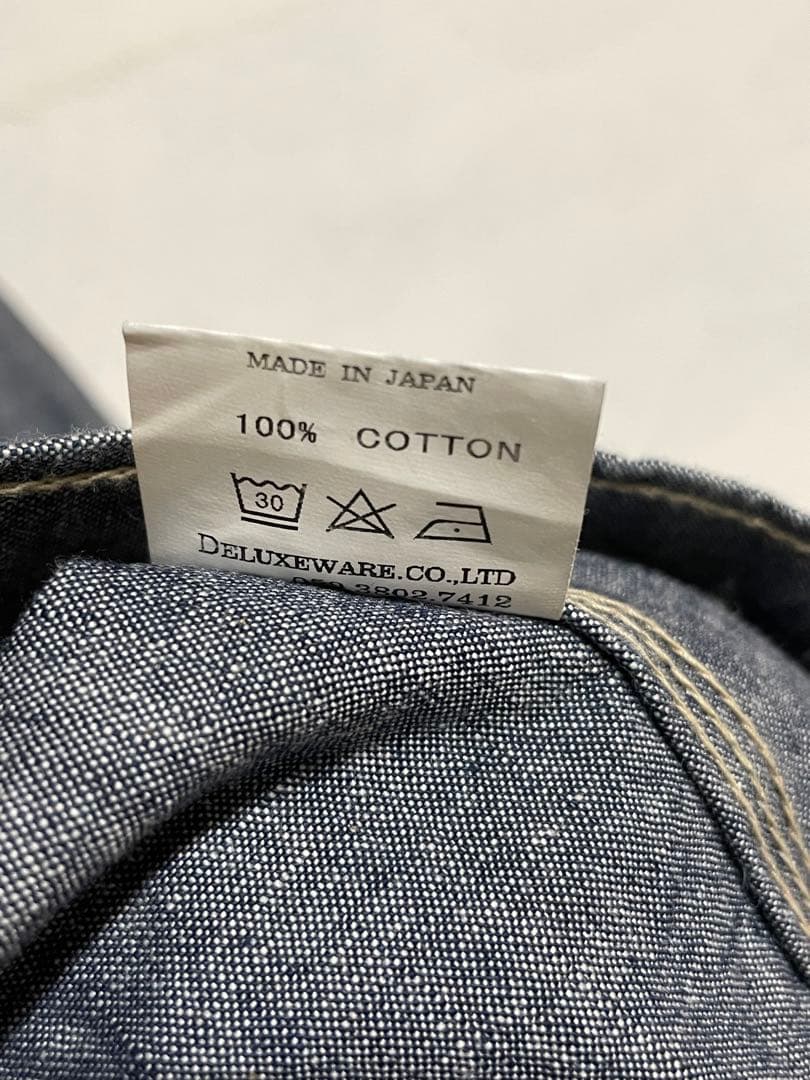 MADE IN JAPAN
100% COTTON
30
DELUXEWARE.CO.,LTD
3802.7412